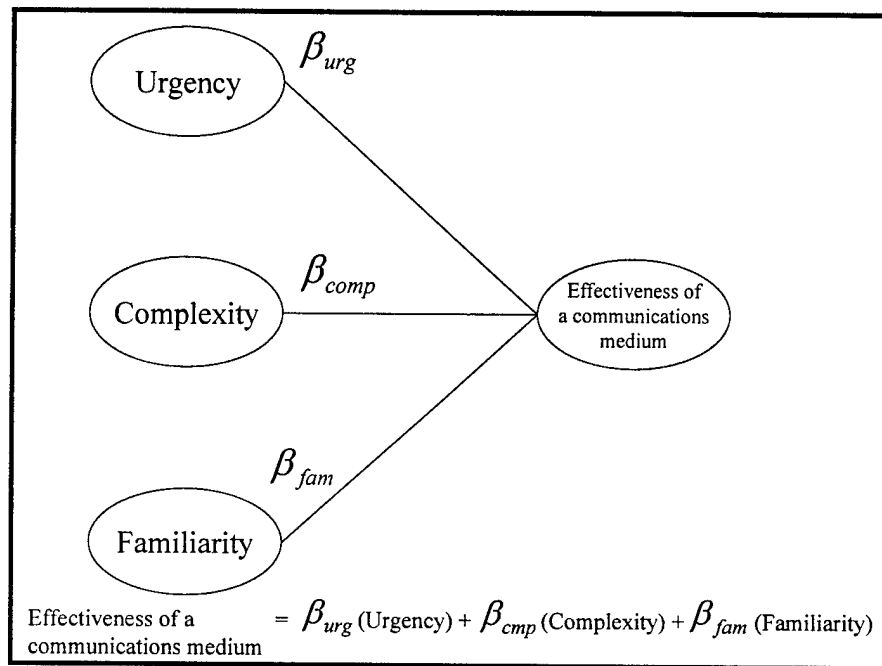 β_urg
Urgency
β_comp
Complexity
Effectiveness of
a communications
medium
β_fam
Familiarity
Effectiveness of a
communications medium
= β_urg (Urgency) + β_cmp (Complexity) + β_fam (Familiarity)